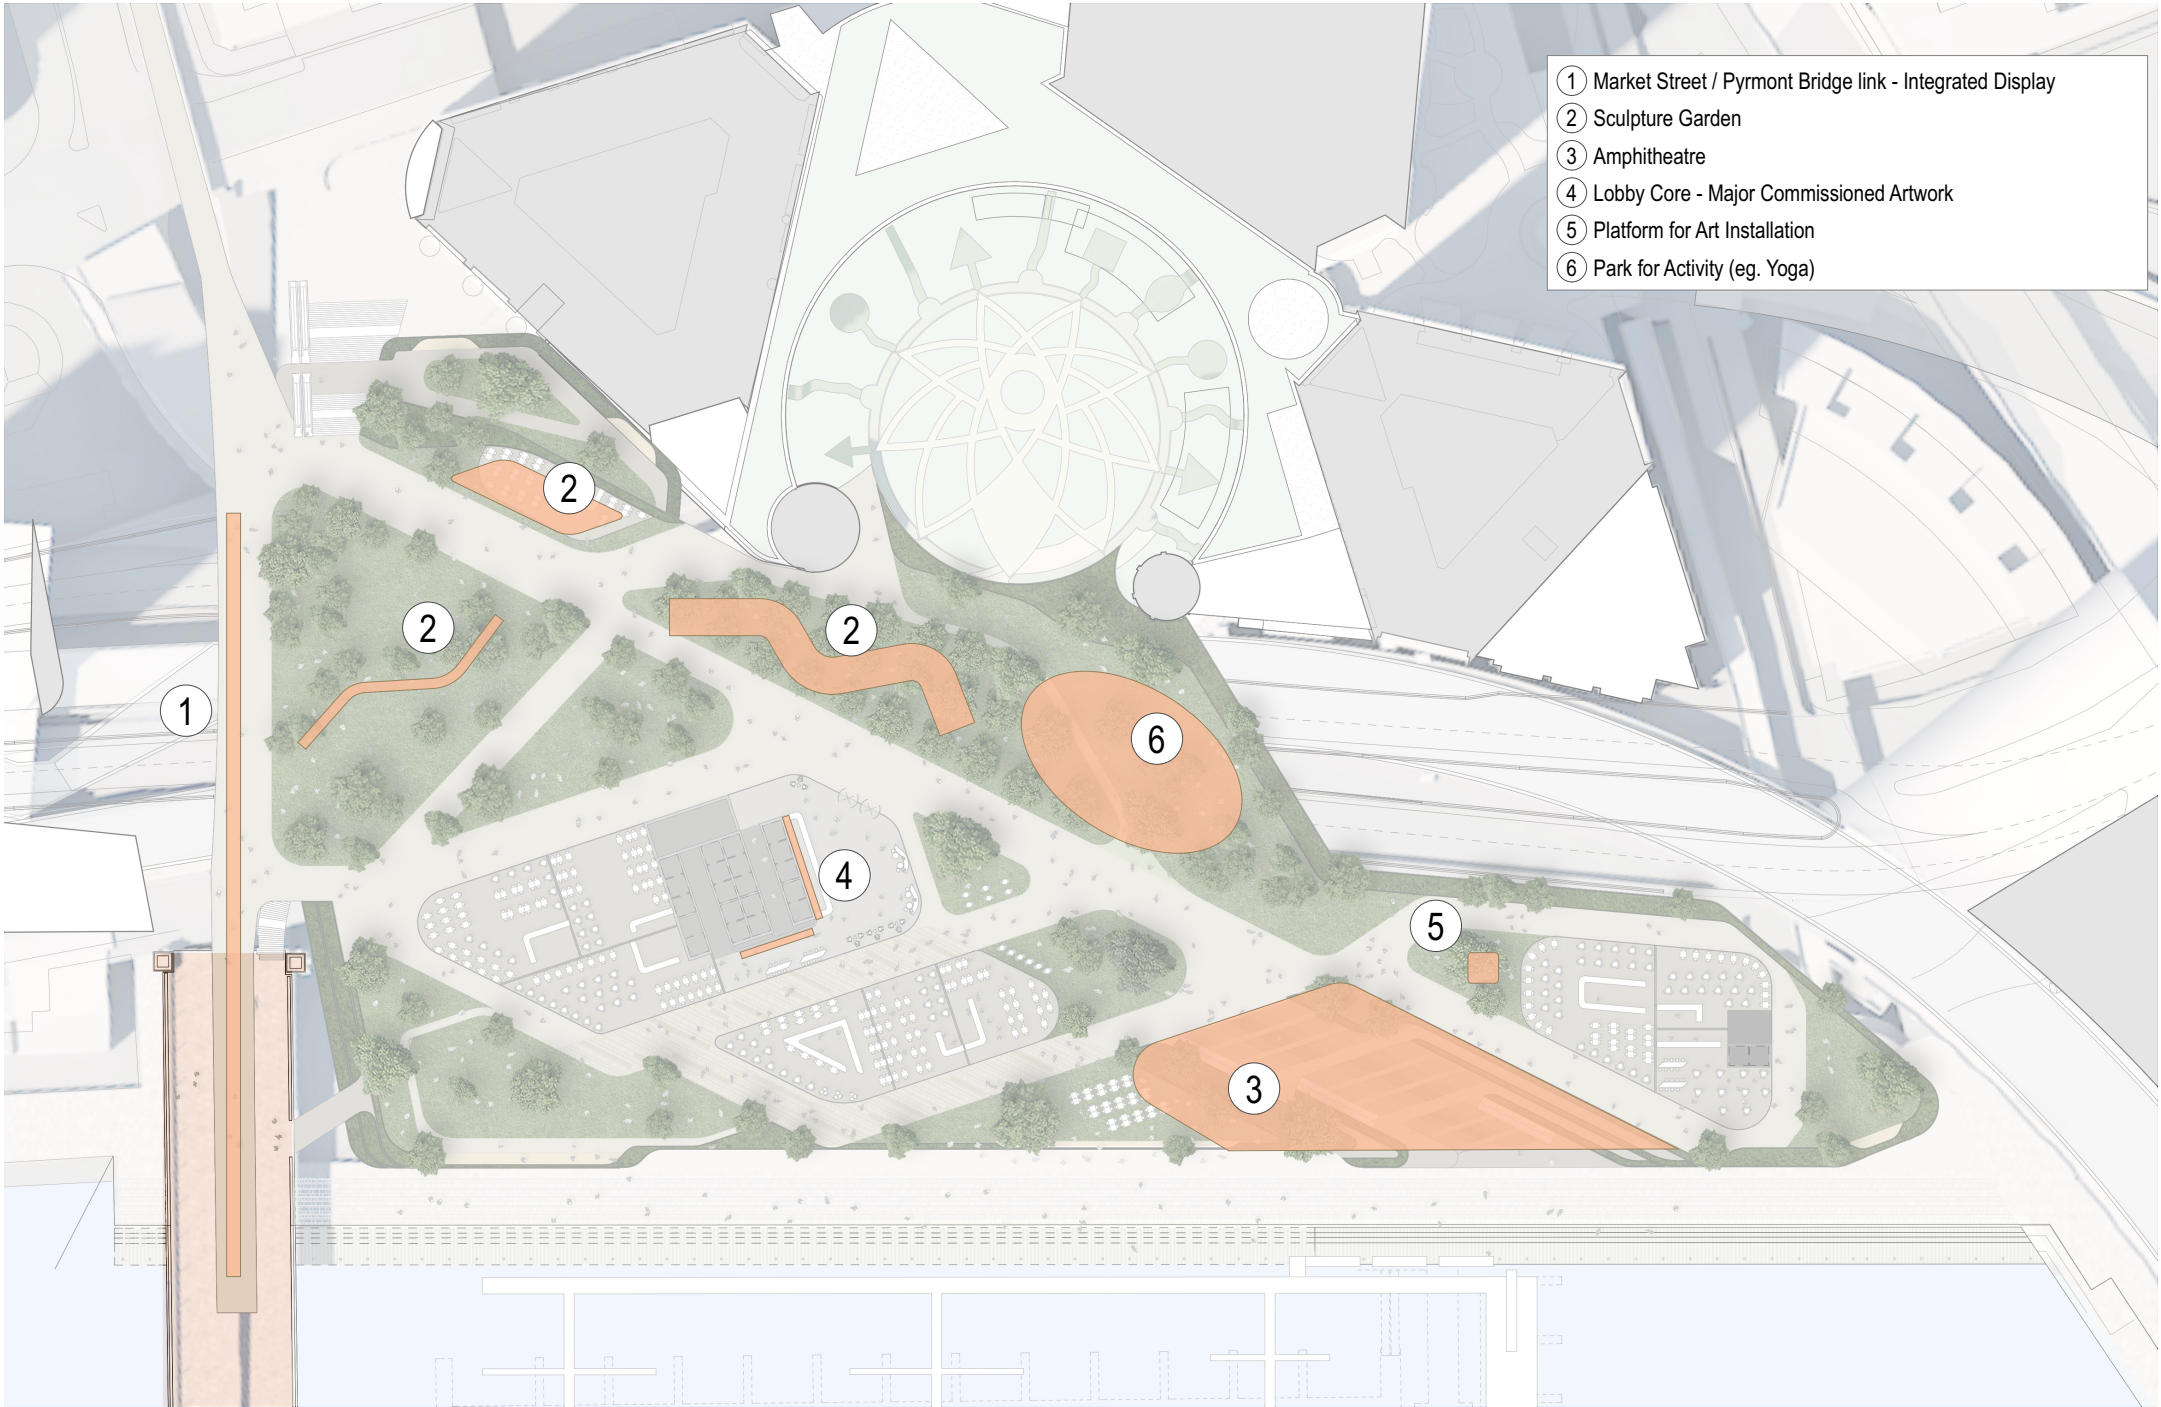 1 Market Street / Pyrmont Bridge link - Integrated Display
2 Sculpture Garden
3 Amphitheatre
4 Lobby Core - Major Commissioned Artwork
5 Platform for Art Installation
6 Park for Activity (eg. Yoga)
2
2
2
1
6
4
5
3